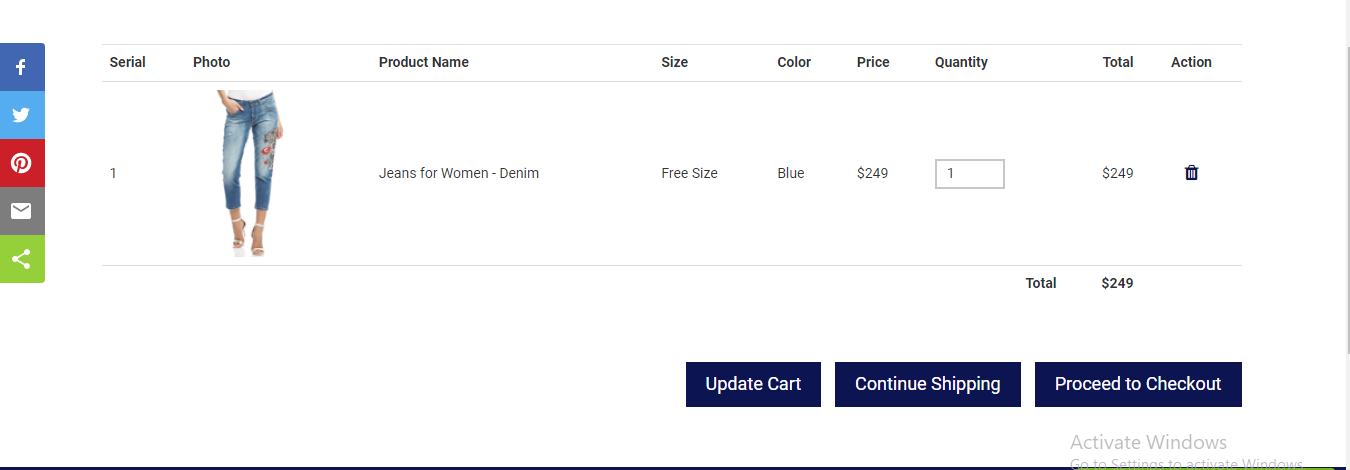 Serial Photo Product Name Size Color Price Quantity Total Action
1 Jeans for Women - Denim Free Size Blue $249 1 $249
Total $249
Update Cart Continue Shipping Proceed to Checkout
Activate Windows
Go to Settings to activate Windows.